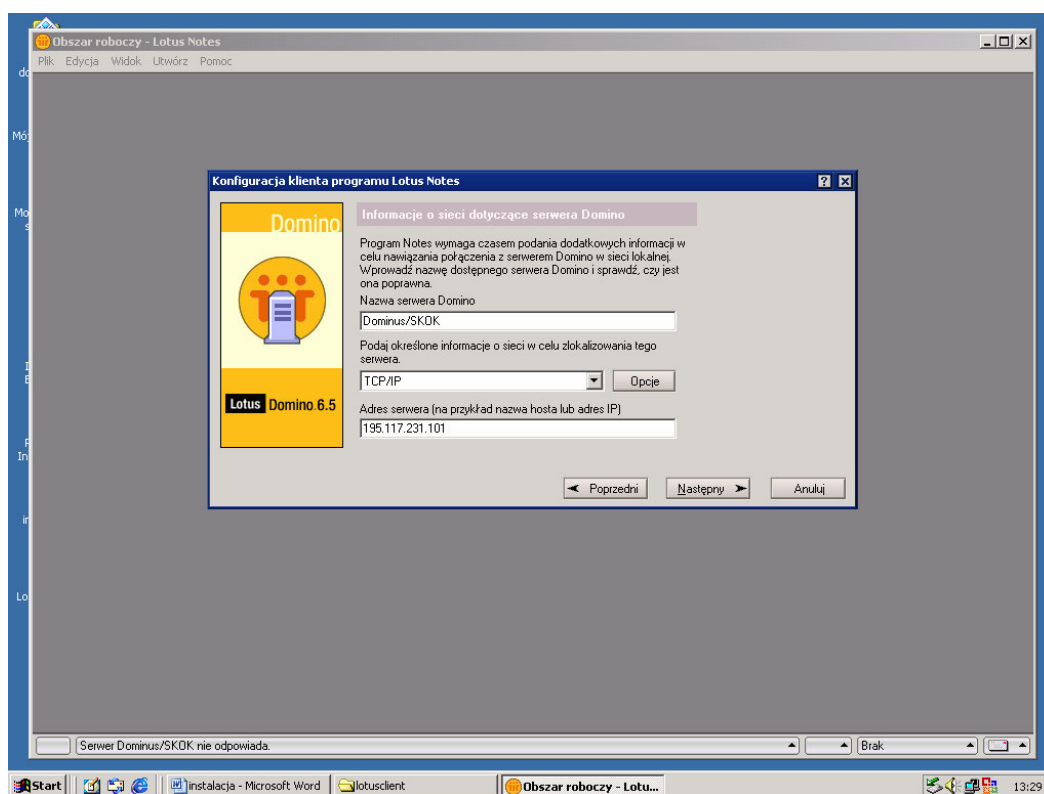 Obszar roboczy - Lotus Notes
Plik Edycja Widok Utwórz Pomoc
Konfiguracja klienta programu Lotus Notes
Domino
Lotus Domino 6.5
Informacje o sieci dotyczące serwera Domino
Program Notes wymaga czasem podania dodatkowych informacji w
celu nawiązania połączenia z serwerem Domino w sieci lokalnej.
Wprowadź nazwę dostępnego serwera Domino i sprawdź, czy jest
ona poprawna.
Nazwa serwera Domino
Dominus/SKOK
Podaj określone informacje o sieci w celu zlokalizowania tego
serwera.
TCP/IP
Opcje
Adres serwera (na przykład nazwa hosta lub adres IP)
195.117.231.101
Poprzedni Następny Anuluj
Serwer Dominus/SKOK nie odpowiada.
Brak
Start instalacja - Microsoft Word lotusclient Obszar roboczy - Lotu... 13:29